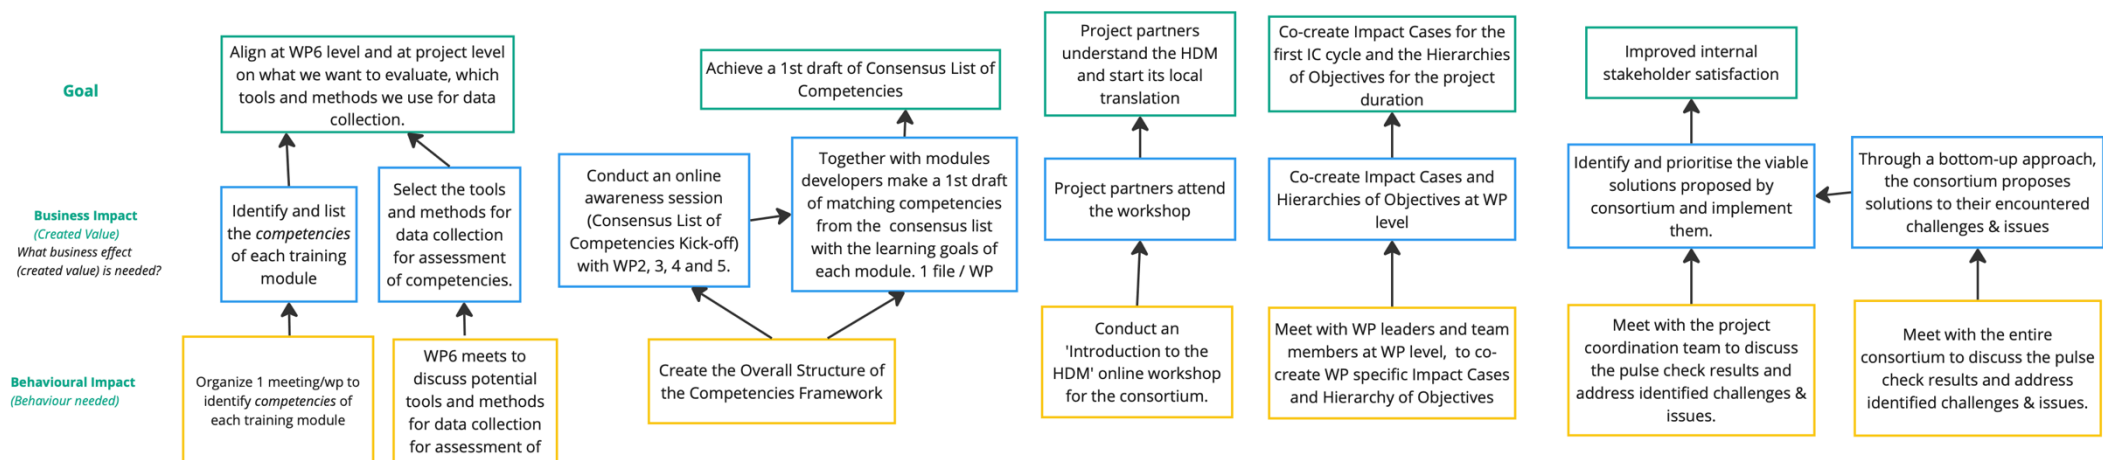 Goal
Align at WP6 level and at project level
on what we want to evaluate, which
tools and methods we use for data
collection.
Achieve a 1st draft of Consensus List of
Competencies
Project partners
understand the HDM
and start its local
translation
Co-create Impact Cases for the
first IC cycle and the Hierarchies
of Objectives for the project
duration
Improved internal
stakeholder satisfaction
Business Impact
(Created Value)
What business effect
(created value) is needed?
Identify and list
the competencies
of each training
module
Select the tools
and methods for
data collection
for assessment
of competencies.
Conduct an online
awareness session
(Consensus List of
Competencies Kick-off)
with WP2, 3, 4 and 5.
Together with modules
developers make a 1st draft
of matching competencies
from the consensus list
with the learning goals of
each module. 1 file / WP
Project partners attend
the workshop
Co-create Impact Cases and
Hierarchies of Objectives at WP
level
Identify and prioritise the viable
solutions proposed by
consortium and implement
them.
Through a bottom-up approach,
the consortium proposes
solutions to their encountered
challenges & issues
Behavioural Impact
(Behaviour needed)
Organize 1 meeting/wp to
identify competencies of
each training module
WP6 meets to
discuss potential
tools and methods
for data collection
for assessment of
Create the Overall Structure of
the Competencies Framework
Conduct an
'Introduction to the
HDM' online workshop
for the consortium.
Meet with WP leaders and team
members at WP level, to co-
create WP specific Impact Cases
and Hierarchy of Objectives
Meet with the project
coordination team to discuss
the pulse check results and
address identified challenges &
issues.
Meet with the entire
consortium to discuss the pulse
check results and address
identified challenges & issues.